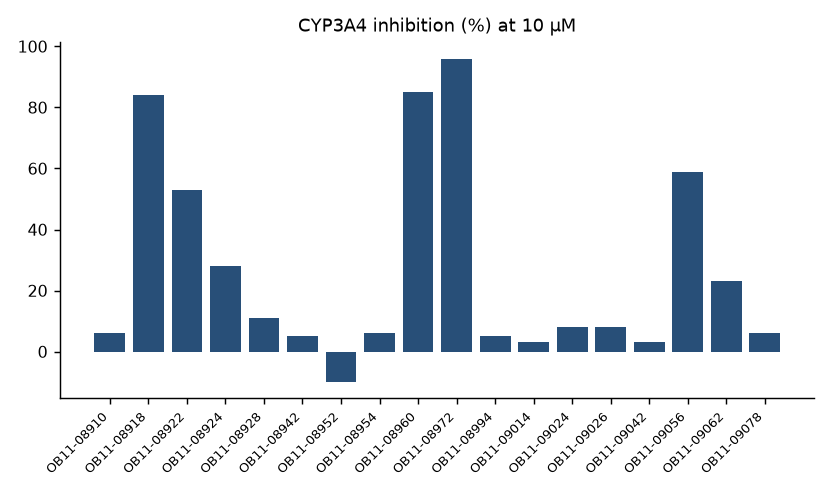 CYP3A4 inhibition (%) at 10 µM
100
80
60
40
20
0
OB11-08910
OB11-08918
OB11-08922
OB11-08924
OB11-08928
OB11-08942
OB11-08952
OB11-08954
OB11-08960
OB11-08972
OB11-08994
OB11-09014
OB11-09024
OB11-09026
OB11-09042
OB11-09056
OB11-09062
OB11-09078